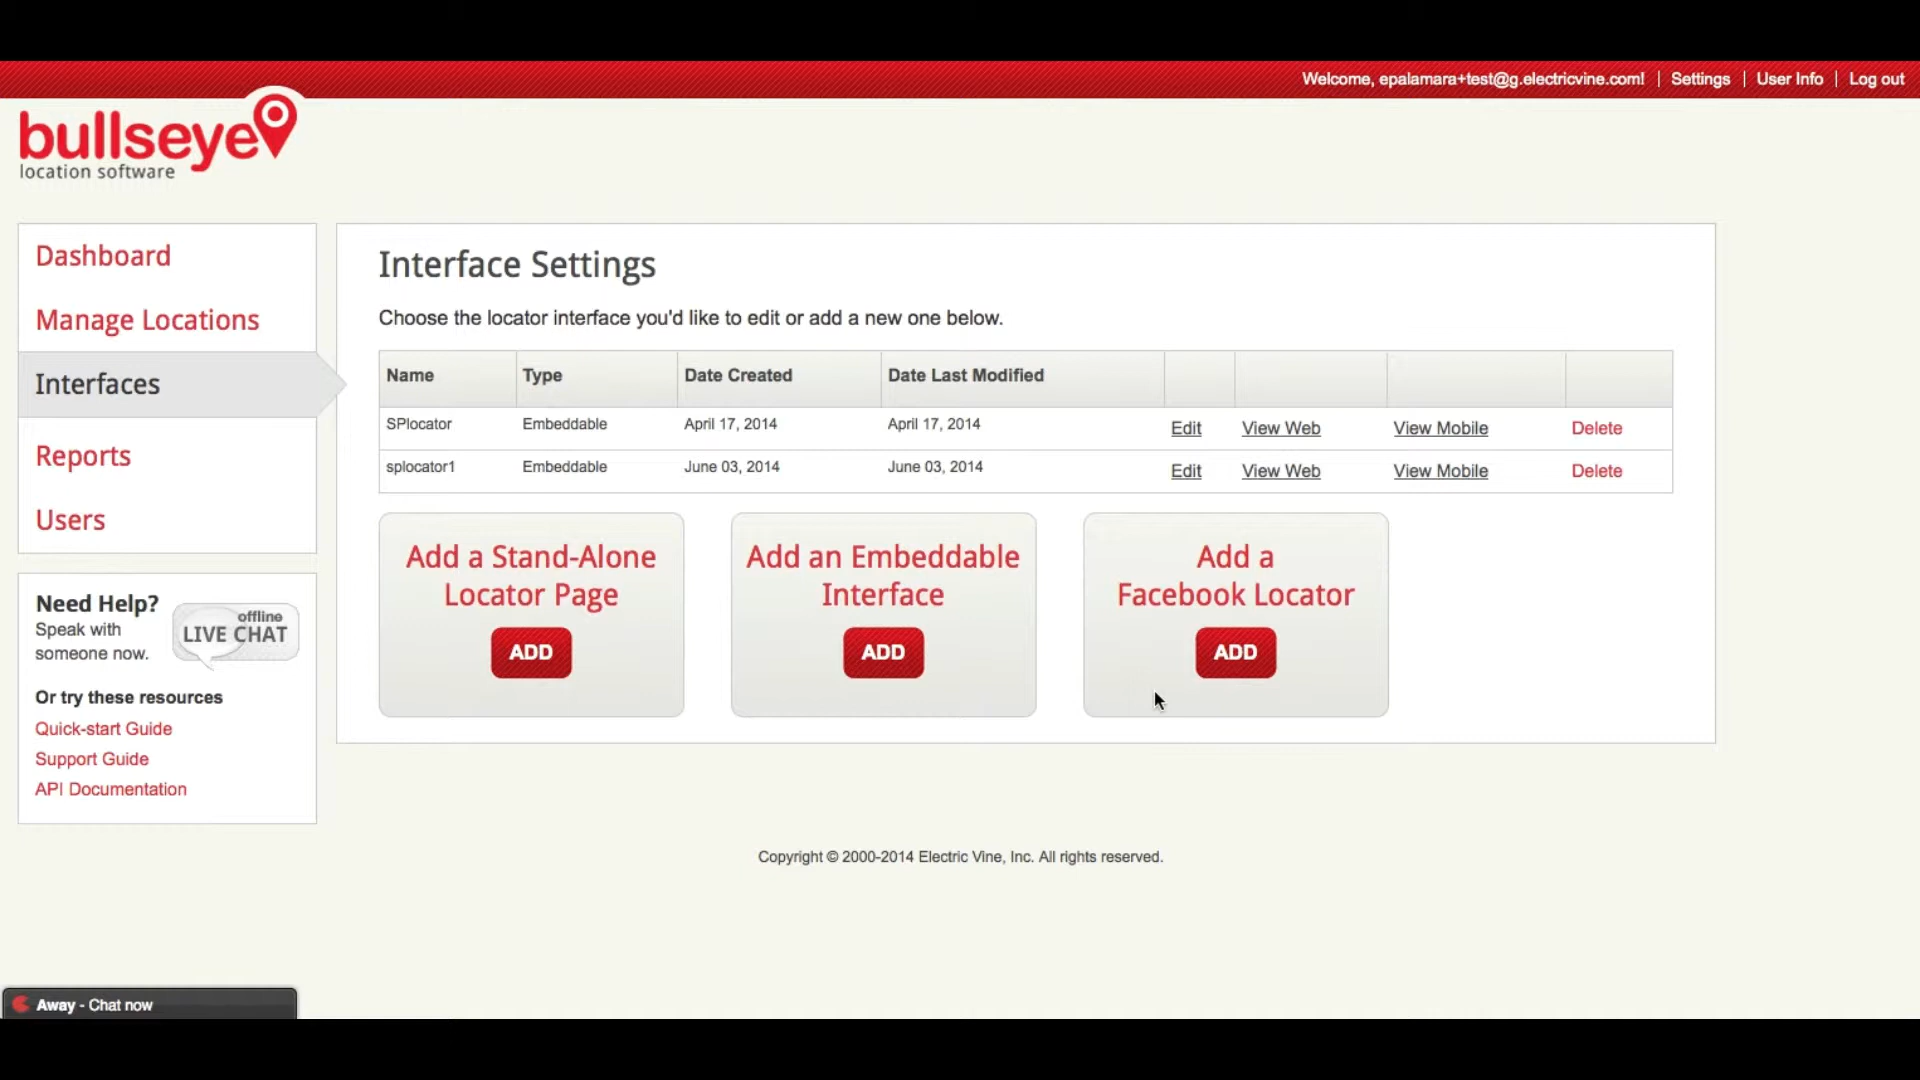 Welcome, epalamara+test@g.electricvine.com! | Settings | User Info | Log out
bullseye
location software
Dashboard
Manage Locations
Interfaces
Reports
Users
Need Help?
Speak with
someone now.
offline
LIVE CHAT
Or try these resources
Quick-start Guide
Support Guide
API Documentation
Interface Settings
Choose the locator interface you'd like to edit or add a new one below.
Name Type Date Created Date Last Modified
SPlocator Embeddable April 17, 2014 April 17, 2014 Edit View Web View Mobile Delete
splocator1 Embeddable June 03, 2014 June 03, 2014 Edit View Web View Mobile Delete
Add a Stand-Alone
Locator Page
ADD
Add an Embeddable
Interface
ADD
Add a
Facebook Locator
ADD
Copyright © 2000-2014 Electric Vine, Inc. All rights reserved.
Away - Chat now